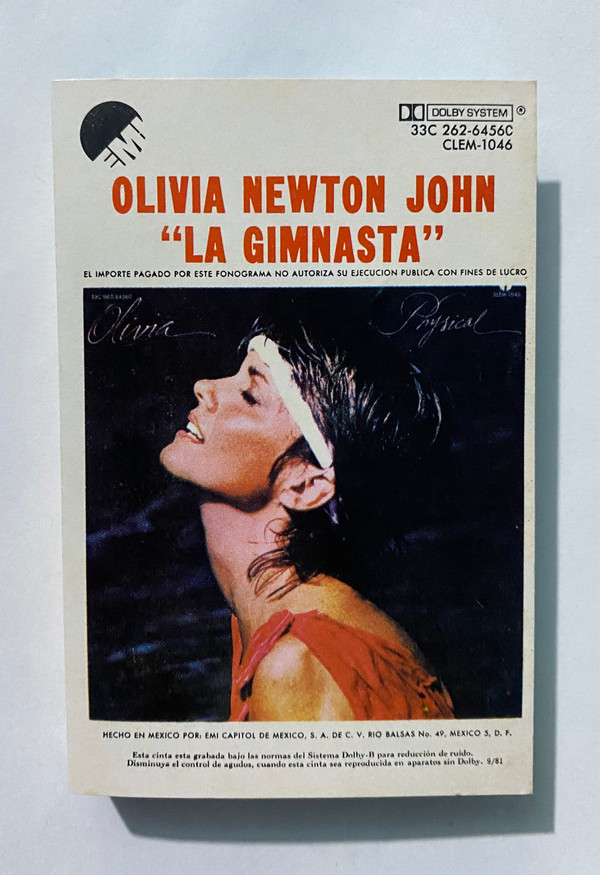 EMI
DOLBY SYSTEM ®
33C 262-6456C
CLEM-1046
OLIVIA NEWTON JOHN
“LA GIMNASTA”
EL IMPORTE PAGADO POR ESTE FONOGRAMA NO AUTORIZA SU EJECUCION PUBLICA CON FINES DE LUCRO
Olivia Physical
HECHO EN MEXICO POR: EMI CAPITOL DE MEXICO, S. A. DE C. V. RIO BALSAS No. 49, MEXICO 5, D. F.
Esta cinta esta grabada bajo las normas del Sistema Dolby-B para reducción de ruido.
Disminuya el control de agudos, cuando esta cinta sea reproducida en aparatos sin Dolby. 9/81